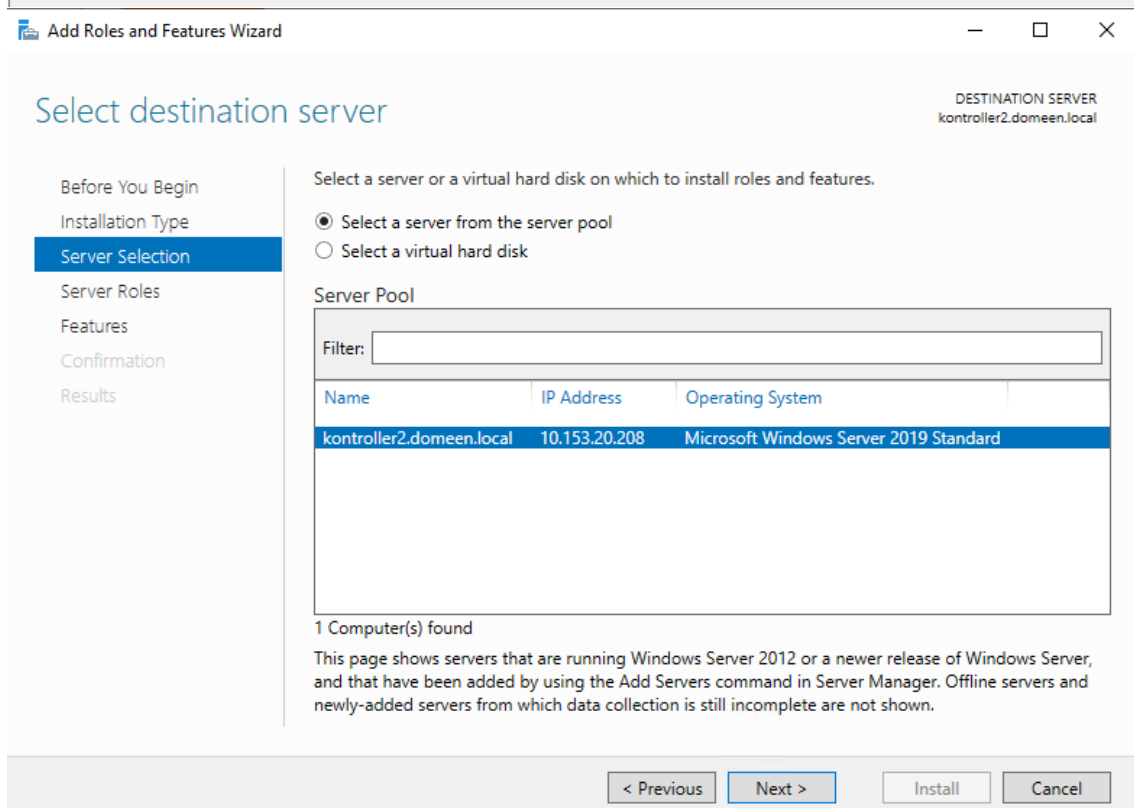 Add Roles and Features Wizard
Select destination server
DESTINATION SERVER
kontroller2.domeen.local
Before You Begin
Installation Type
Server Selection
Server Roles
Features
Confirmation
Results
Select a server or a virtual hard disk on which to install roles and features.
Select a server from the server pool
Select a virtual hard disk
Server Pool
Filter:
Name IP Address Operating System
kontroller2.domeen.local 10.153.20.208 Microsoft Windows Server 2019 Standard
1 Computer(s) found
This page shows servers that are running Windows Server 2012 or a newer release of Windows Server,
and that have been added by using the Add Servers command in Server Manager. Offline servers and
newly-added servers from which data collection is still incomplete are not shown.
< Previous Next > Install Cancel